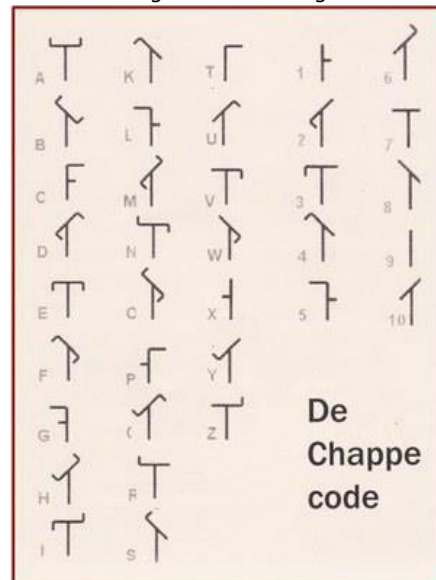 A K T 1 6
B L U 2 7
C M V 3 8
D N W 4 9
E O X 5 10
F P Y
G Q Z
H R
I S
De
Chappe
code